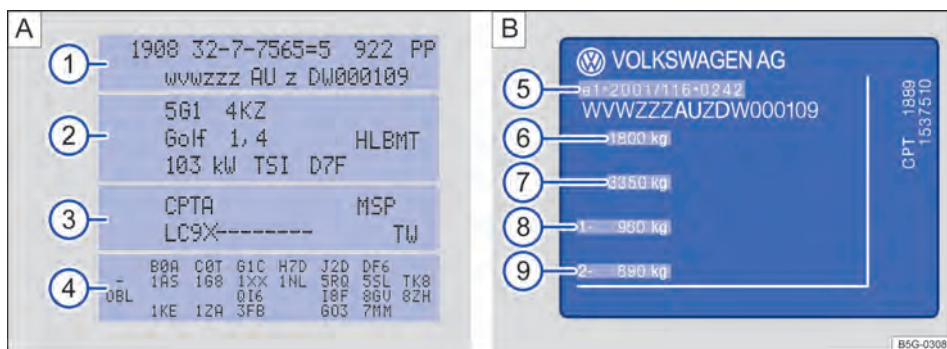 A
1
1908 32-7-7565=5 922 PP
wvwzzz AU z DW000109
2
5G1 4KZ
Golf 1,4 HLBMT
103 kW TSI D7F
3
CPTA MSP
LC9X-------- TW
4
B0A C0T G1C H7D J2D DF6
- 1AS 1G8 1XX 1NL 5RQ 5SL TK8
0BL QI6 I8F 8GV 8ZH
1KE 1ZA 3FB 6O3 7MM
B
VOLKSWAGEN AG
5
e1*2001/116*0242
WVWZZZAUZDW000109
6
1800 kg
7
3350 kg
8
1- 960 kg
9
2- 890 kg
CPT 1889
1537510
B5G-0308